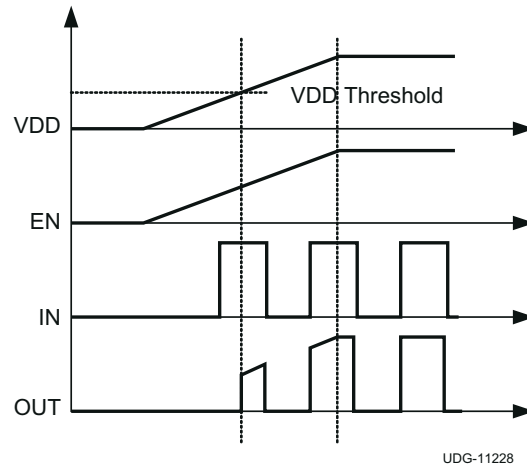 VDD Threshold
VDD
EN
IN
OUT
UDG-11228